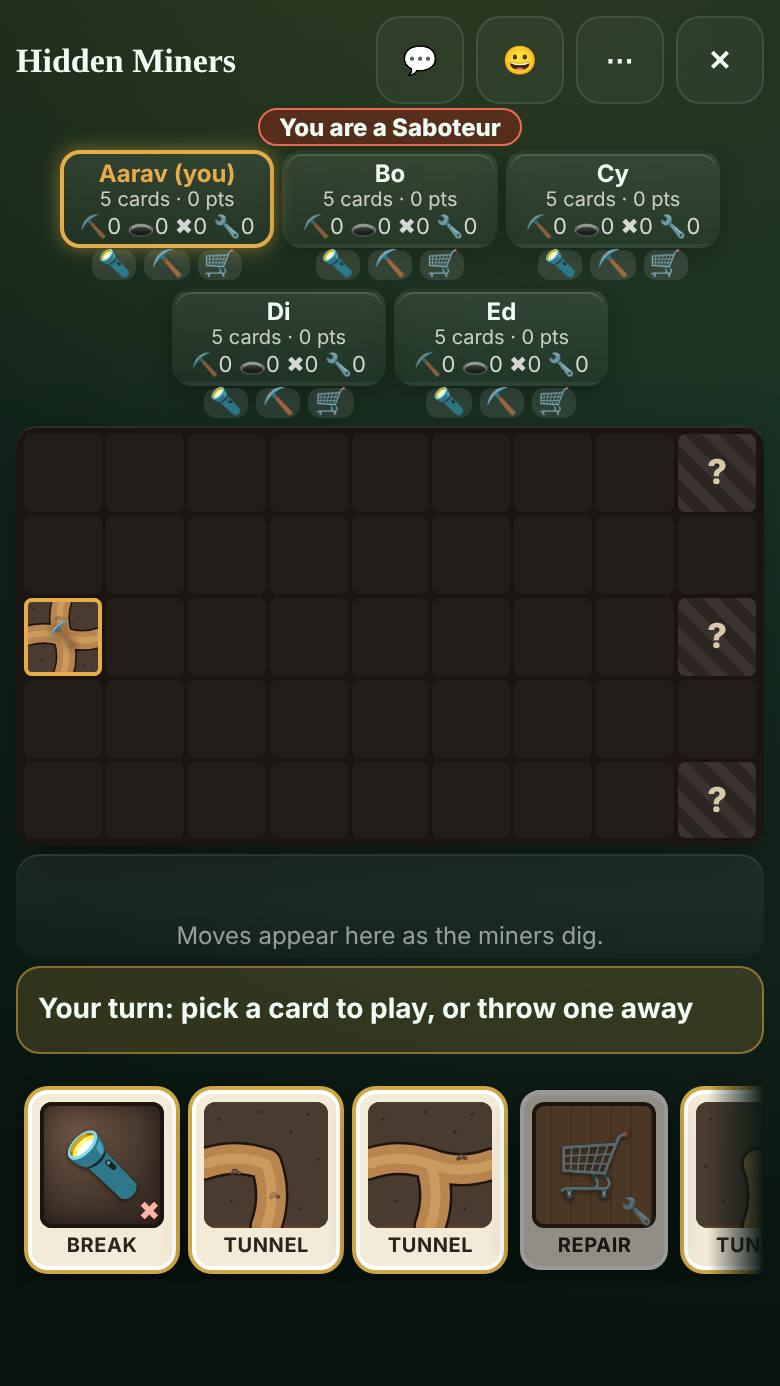 Hidden Miners
You are a Saboteur
Aarav (you)
5 cards · 0 pts
⛏️0 🕳️0 ✖0 🔧0
Bo
5 cards · 0 pts
⛏️0 🕳️0 ✖0 🔧0
Cy
5 cards · 0 pts
⛏️0 🕳️0 ✖0 🔧0
Di
5 cards · 0 pts
⛏️0 🕳️0 ✖0 🔧0
Ed
5 cards · 0 pts
⛏️0 🕳️0 ✖0 🔧0
?
?
?
Moves appear here as the miners dig.
Your turn: pick a card to play, or throw one away
BREAK
TUNNEL
TUNNEL
REPAIR